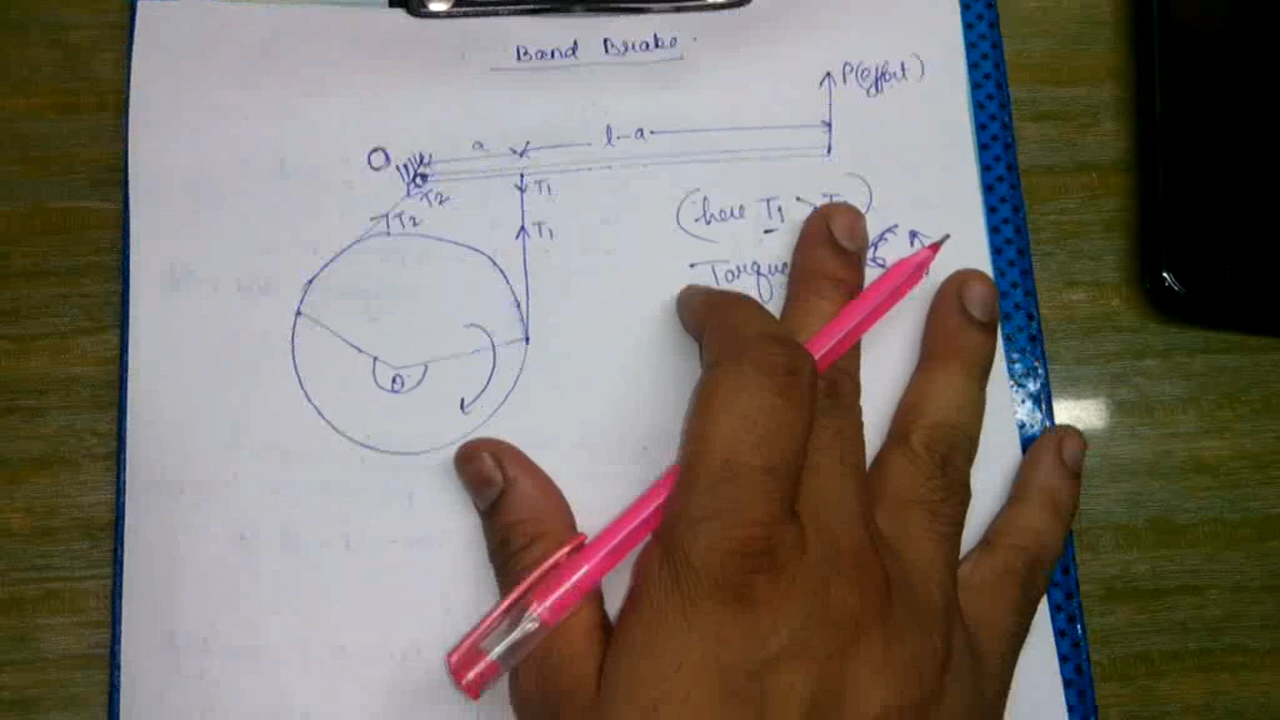 Band Brake
P(effort)
a
l-a
O
T2
T1
T2
T1
(here T1 > T
Torque
θ